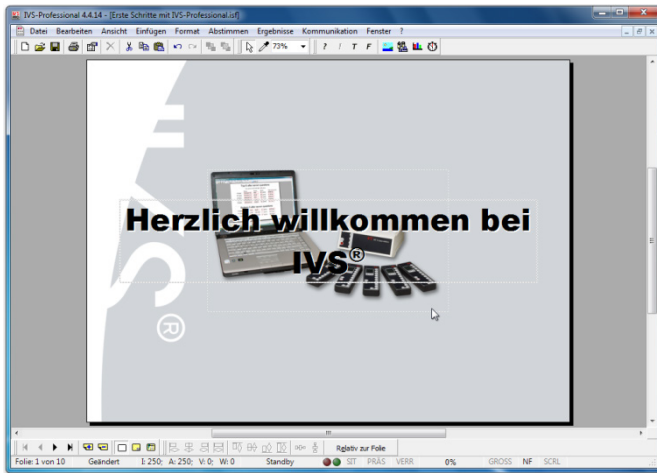 IVS-Professional 4.4.14 - [Erste Schritte mit IVS-Professional.isf]
Datei Bearbeiten Ansicht Einfügen Format Abstimmen Ergebnisse Kommunikation Fenster ?
73% ? ! T F
IVS®
Herzlich willkommen bei
IVS®
Relativ zur Folie
Folie: 1 von 10 Geändert I: 250; A: 250; V: 0; W: 0 Standby SIT PRÄS VERR 0% GROSS NF SCRL